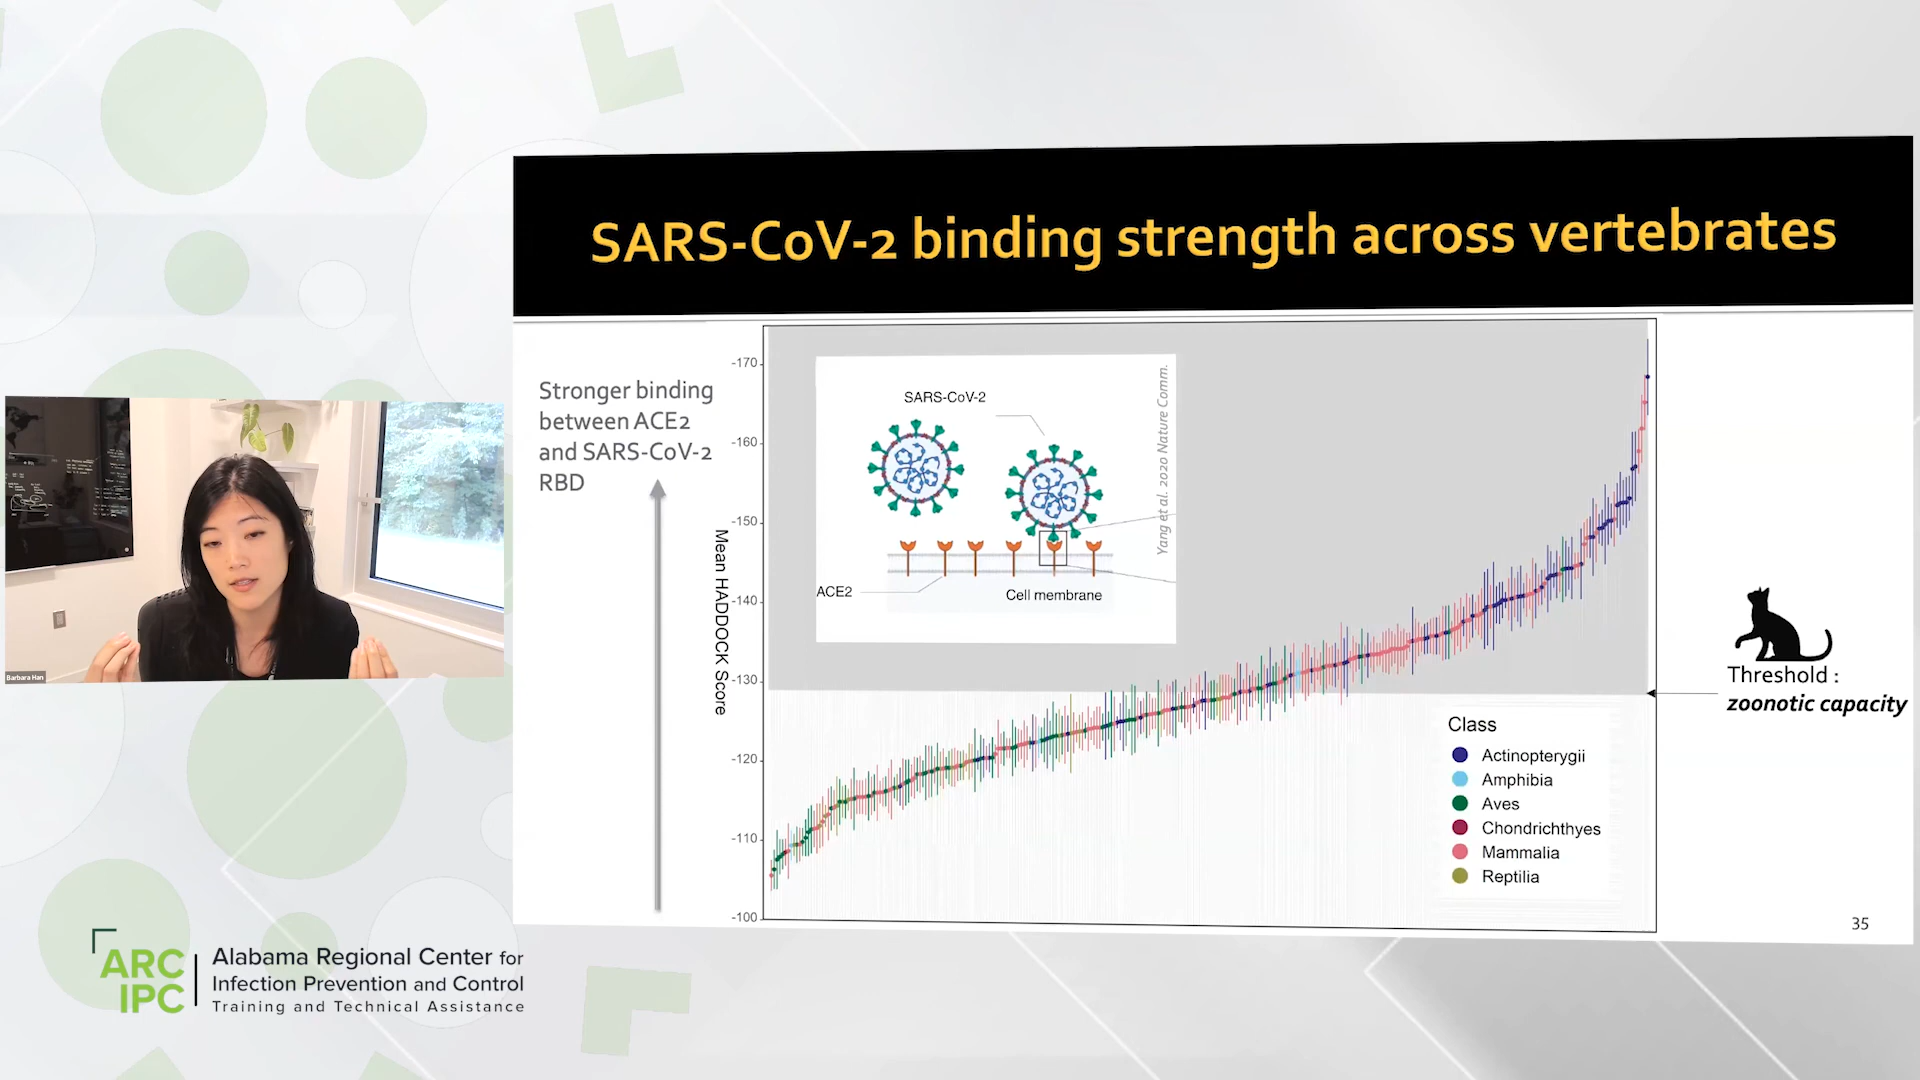 SARS-CoV-2 binding strength across vertebrates
Stronger binding
between ACE2
and SARS-CoV-2
RBD
Mean HADDOCK Score
-170
-160
-150
-140
-130
-120
-110
-100
SARS-CoV-2
ACE2
Cell membrane
Yang et al. 2020 Nature Comm.
Threshold :
zoonotic capacity
Class
Actinopterygii
Amphibia
Aves
Chondrichthyes
Mammalia
Reptilia
35
Barbara Han
ARC
IPC
Alabama Regional Center for
Infection Prevention and Control
Training and Technical Assistance